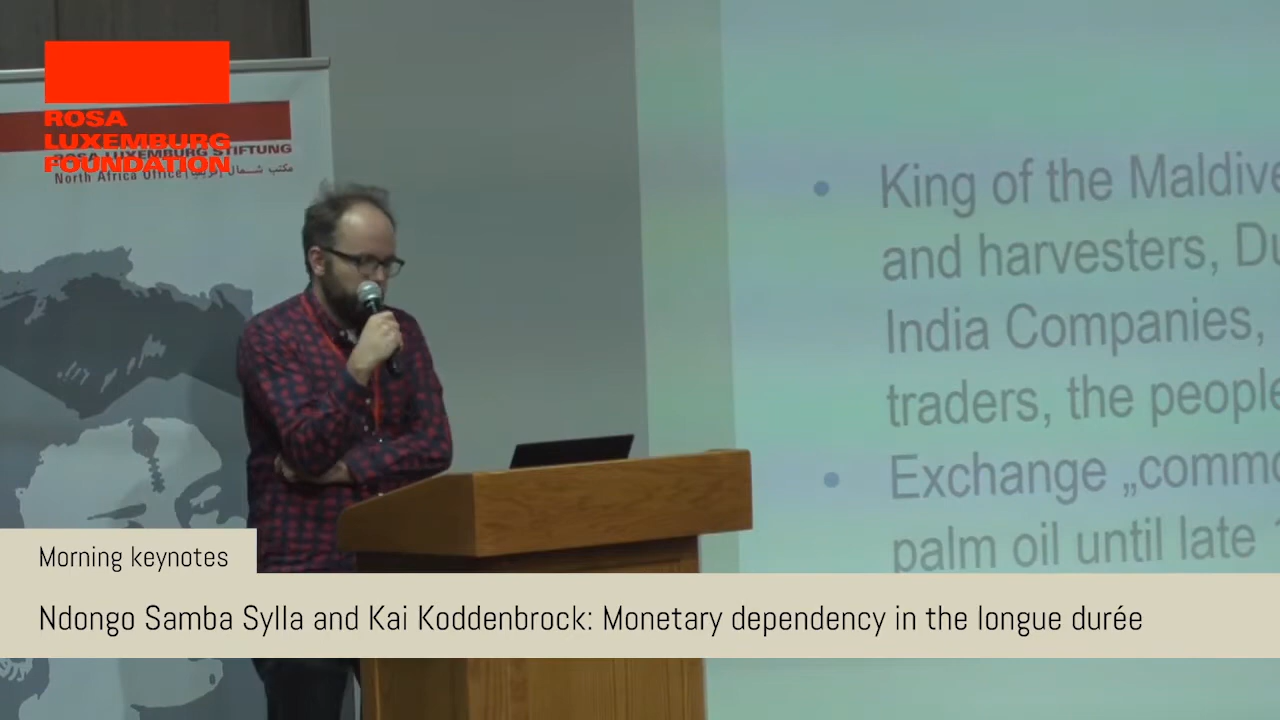 ROSA
LUXEMBURG
FOUNDATION
ROSA LUXEMBURG STIFTUNG
North Africa Office | مكتب شمال إفريقيا
King of the Maldive
and harvesters, Du
India Companies,
traders, the people
Exchange „commo
palm oil until late
Morning keynotes
Ndongo Samba Sylla and Kai Koddenbrock: Monetary dependency in the longue durée